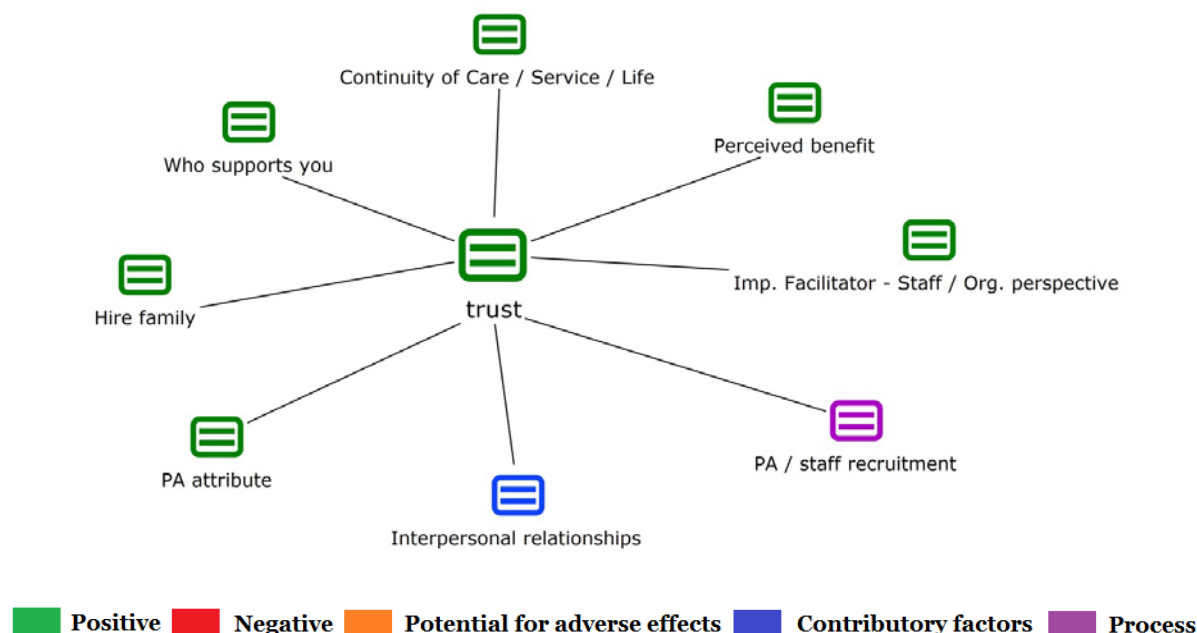 Continuity of Care / Service / Life
Perceived benefit
Who supports you
Imp. Facilitator - Staff / Org. perspective
trust
Hire family
PA / staff recruitment
PA attribute
Interpersonal relationships
Positive Negative Potential for adverse effects Contributory factors Process